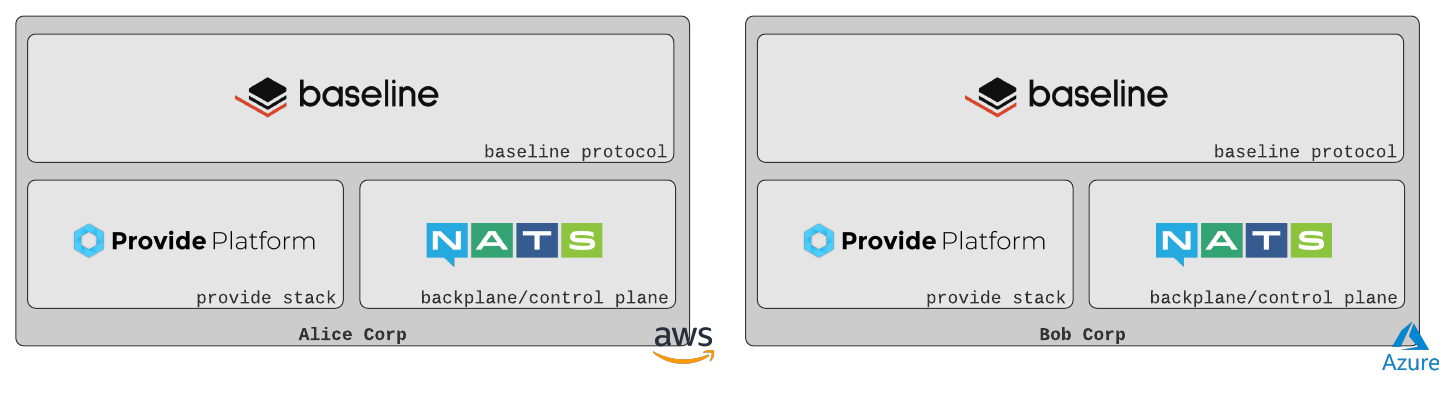 baseline
baseline protocol
Provide Platform
provide stack
NATS
backplane/control plane
Alice Corp
aws
baseline
baseline protocol
Provide Platform
provide stack
NATS
backplane/control plane
Bob Corp
Azure